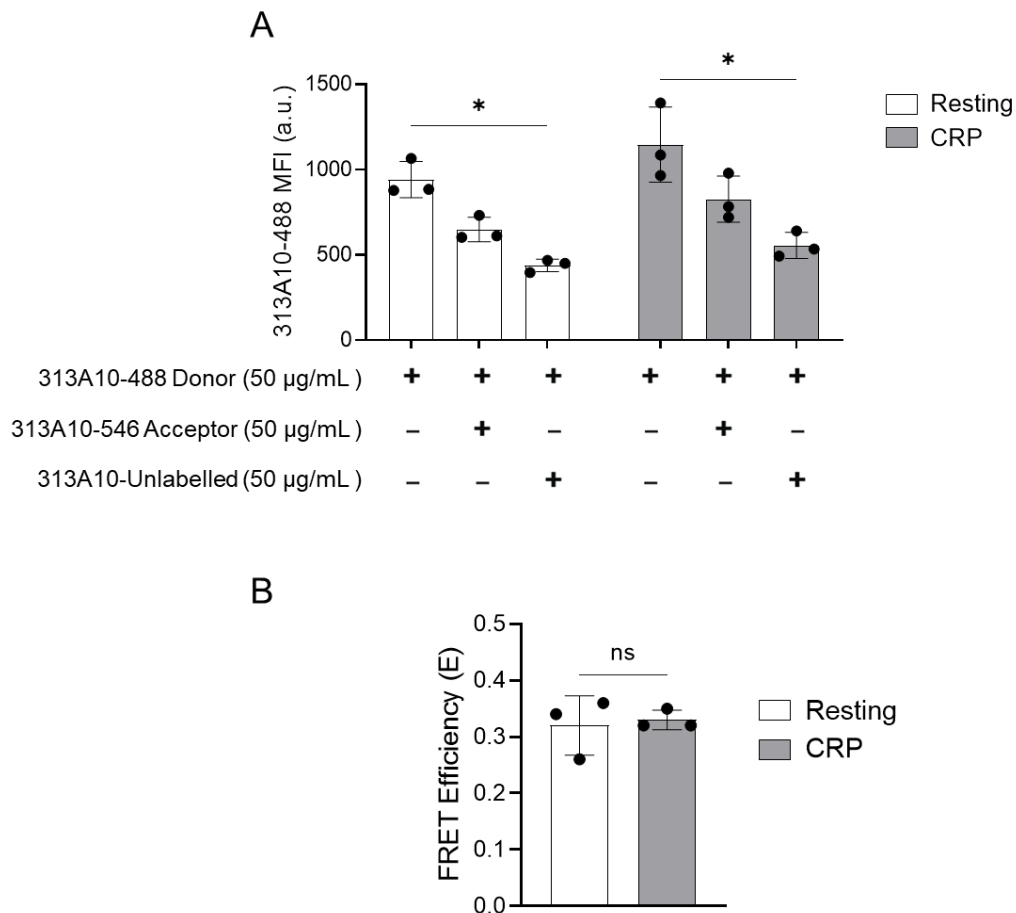 A
313A10-488 MFI (a.u.)
1500
1000
500
0
*
*
Resting
CRP
313A10-488 Donor (50 µg/mL ) + + + + + +
313A10-546 Acceptor (50 µg/mL ) – + – – + –
313A10-Unlabelled (50 µg/mL ) – – + – – +
B
FRET Efficiency (E)
0.5
0.4
0.3
0.2
0.1
0.0
ns
Resting
CRP